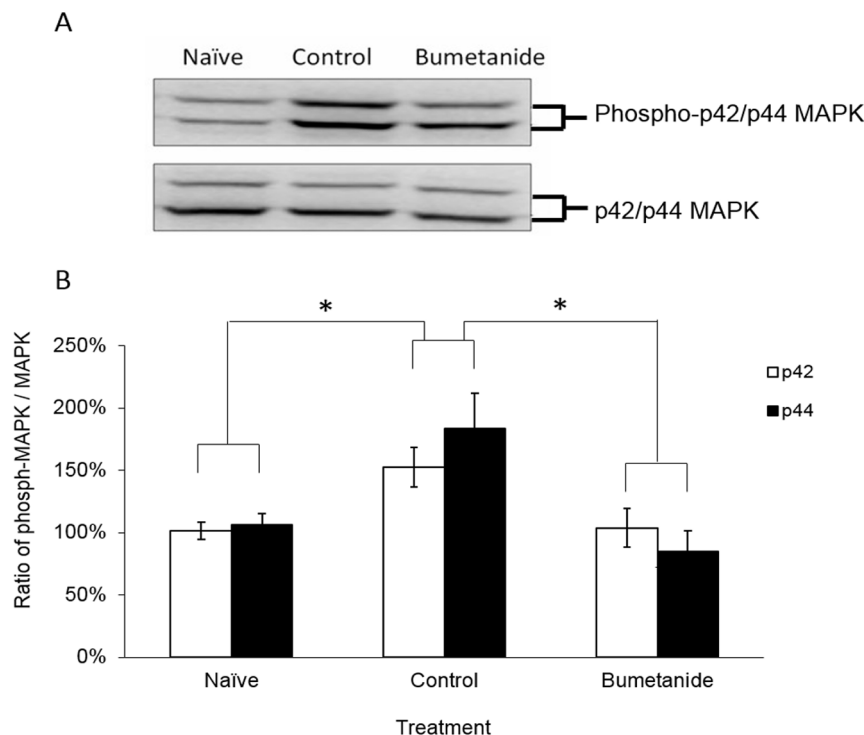 A
Naïve Control Bumetanide
Phospho-p42/p44 MAPK
p42/p44 MAPK
B
* *
Ratio of phosph-MAPK / MAPK
250%
200%
150%
100%
50%
0%
p42
p44
Naïve Control Bumetanide
Treatment